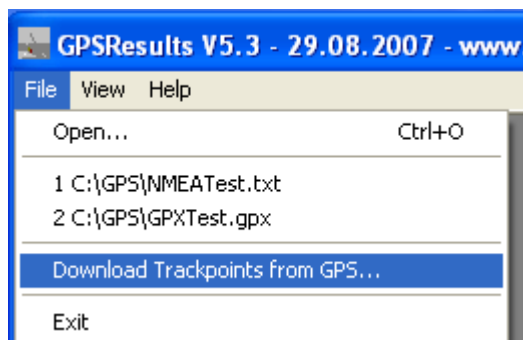 GPSResults V5.3 - 29.08.2007 - www
File View Help
Open... Ctrl+O
1 C:\GPS\NMEATest.txt
2 C:\GPS\GPXTest.gpx
Download Trackpoints from GPS...
Exit